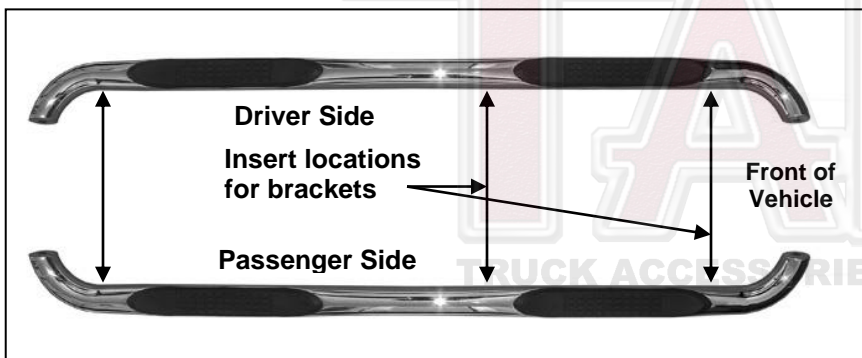 Driver Side
Insert locations
for brackets
Front of
Vehicle
Passenger Side
TRUCK ACCESSORIE